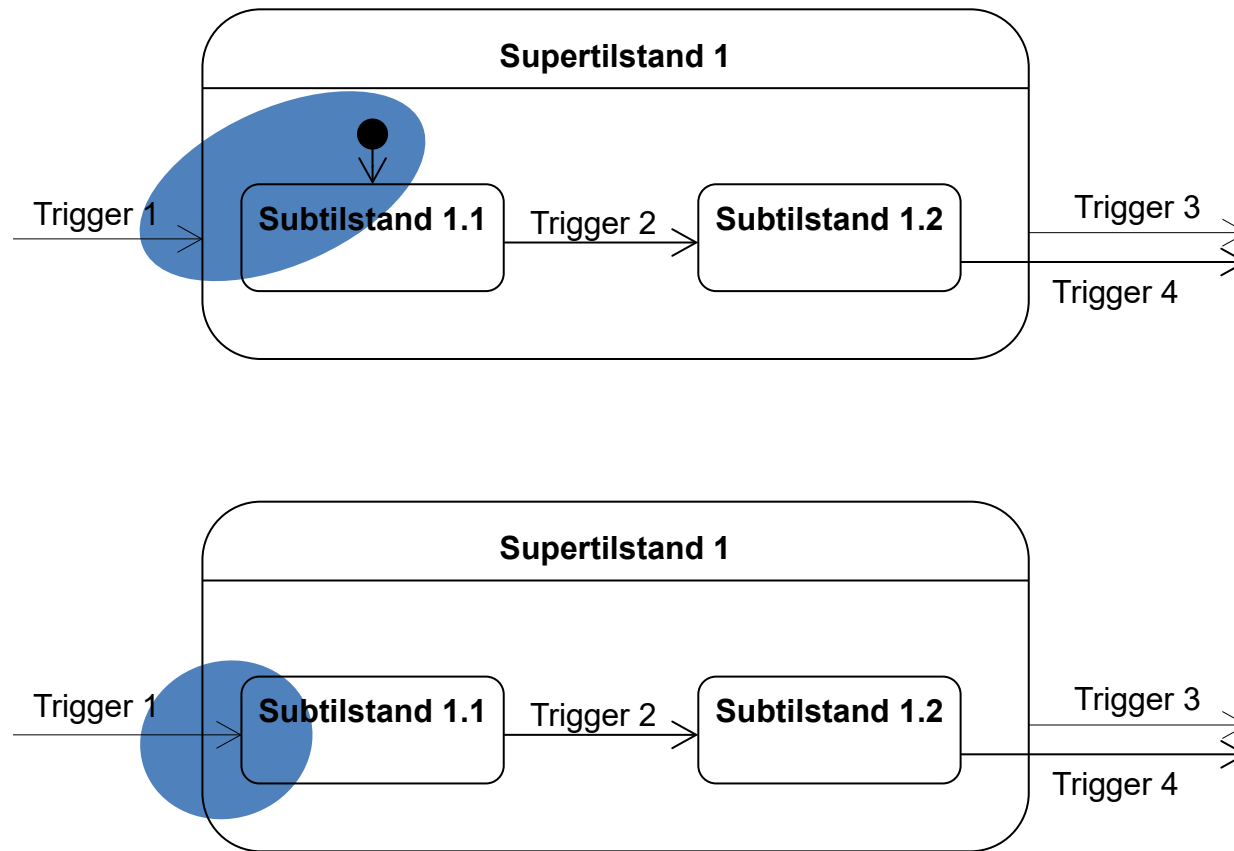 Supertilstand 1
Trigger 1
Subtilstand 1.1
Trigger 2
Subtilstand 1.2
Trigger 3
Trigger 4
Supertilstand 1
Trigger 1
Subtilstand 1.1
Trigger 2
Subtilstand 1.2
Trigger 3
Trigger 4